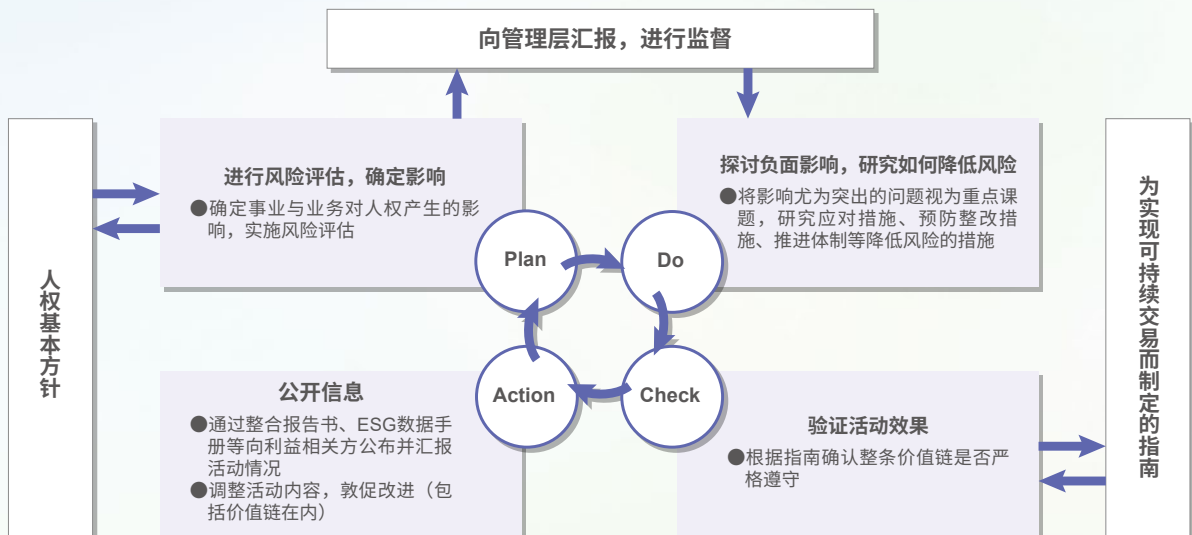 向管理层汇报，进行监督
人权基本方针
进行风险评估，确定影响
●确定事业与业务对人权产生的影
响，实施风险评估
探讨负面影响，研究如何降低风险
●将影响尤为突出的问题视为重点课
题，研究应对措施、预防整改措
施、推进体制等降低风险的措施
Plan
Do
Action
Check
公开信息
●通过整合报告书、ESG数据手
册等向利益相关方公布并汇报
活动情况
●调整活动内容，敦促改进（包
括价值链在内）
验证活动效果
●根据指南确认整条价值链是否严
格遵守
为实现可持续交易而制定的指南